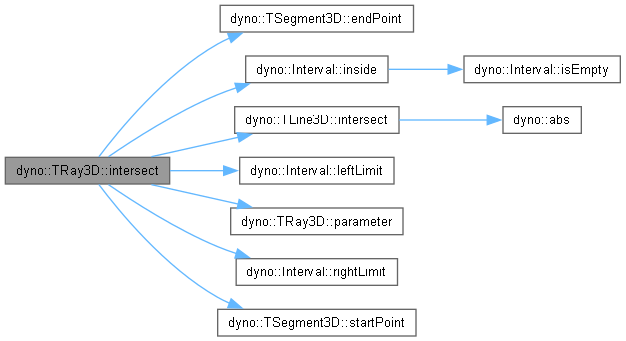 dyno::TSegment3D::endPoint
dyno::Interval::inside
dyno::Interval::isEmpty
dyno::TLine3D::intersect
dyno::abs
dyno::TRay3D::intersect
dyno::Interval::leftLimit
dyno::TRay3D::parameter
dyno::Interval::rightLimit
dyno::TSegment3D::startPoint